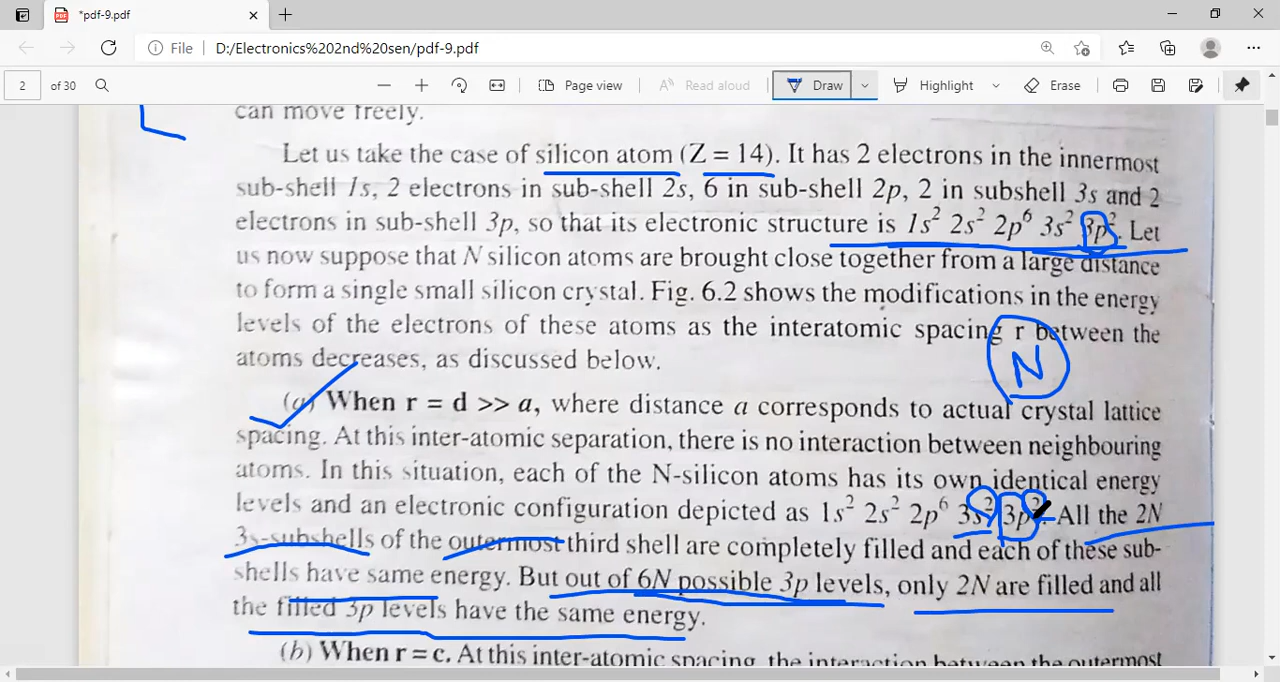 *pdf-9.pdf
File | D:/Electronics%202nd%20sen/pdf-9.pdf
2 of 30 Page view Read aloud Draw Highlight Erase
can move freely.
Let us take the case of silicon atom (Z = 14). It has 2 electrons in the innermost
sub-shell 1s, 2 electrons in sub-shell 2s, 6 in sub-shell 2p, 2 in subshell 3s and 2
electrons in sub-shell 3p, so that its electronic structure is 1s² 2s² 2p⁶ 3s² 3p². Let
us now suppose that N silicon atoms are brought close together from a large distance
to form a single small silicon crystal. Fig. 6.2 shows the modifications in the energy
levels of the electrons of these atoms as the interatomic spacing r between the
atoms decreases, as discussed below.
N
(a) When r = d >> a, where distance a corresponds to actual crystal lattice
spacing. At this inter-atomic separation, there is no interaction between neighbouring
atoms. In this situation, each of the N-silicon atoms has its own identical energy
levels and an electronic configuration depicted as 1s² 2s² 2p⁶ 3s² 3p². All the 2N
3s-subshells of the outermost third shell are completely filled and each of these sub-
shells have same energy. But out of 6N possible 3p levels, only 2N are filled and all
the filled 3p levels have the same energy.
(b) When r = c. At this inter-atomic spacing, the interaction between the outermost